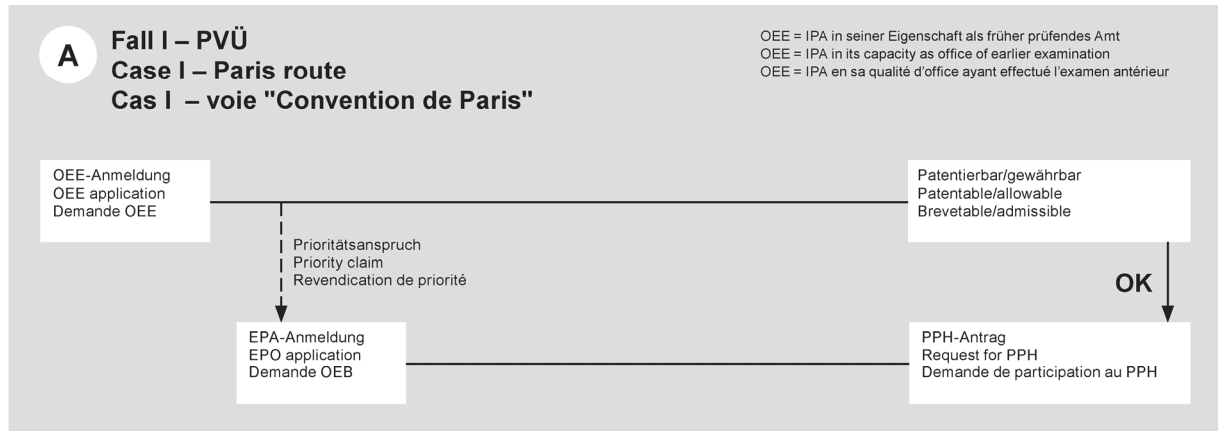 A
Fall I – PVÜ
Case I – Paris route
Cas I – voie "Convention de Paris"
OEE = IPA in seiner Eigenschaft als früher prüfendes Amt
OEE = IPA in its capacity as office of earlier examination
OEE = IPA en sa qualité d'office ayant effectué l'examen antérieur
OEE-Anmeldung
OEE application
Demande OEE
Patentierbar/gewährbar
Patentable/allowable
Brevetable/admissible
Prioritätsanspruch
Priority claim
Revendication de priorité
OK
EPA-Anmeldung
EPO application
Demande OEB
PPH-Antrag
Request for PPH
Demande de participation au PPH